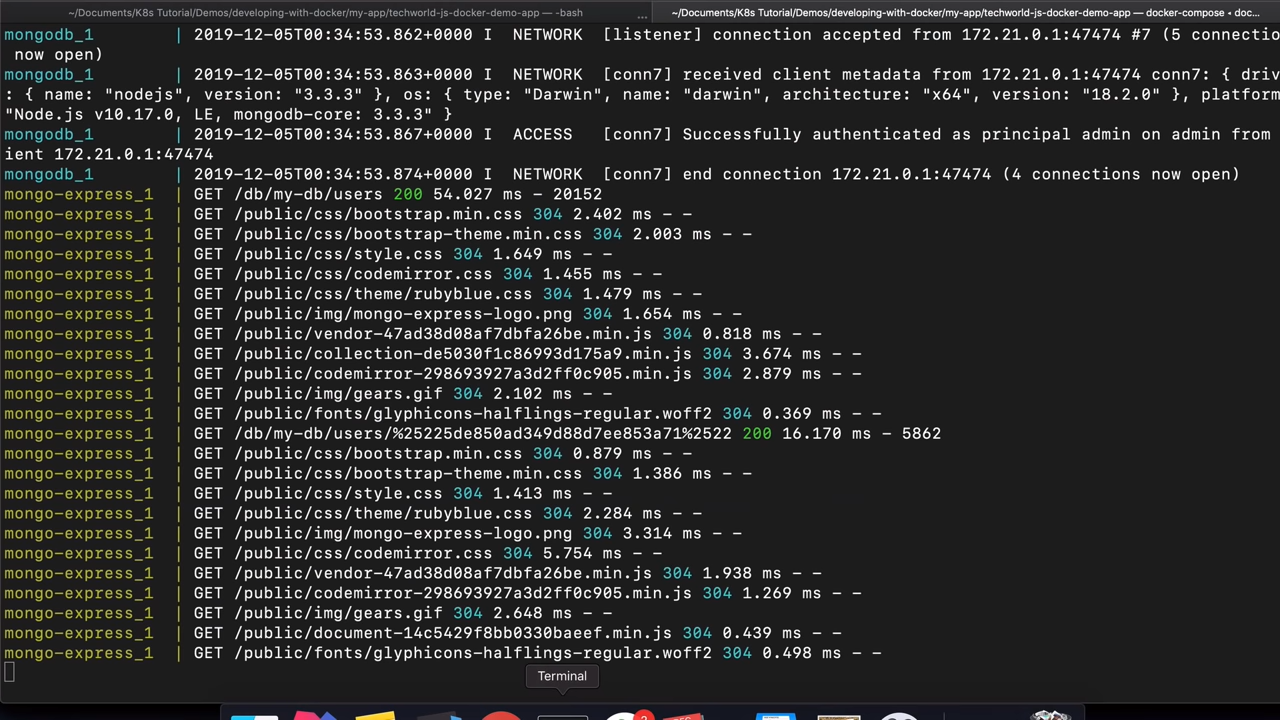 ~/Documents/K8s Tutorial/Demos/developing-with-docker/my-app/techworld-js-docker-demo-app — -bash
... ~/Documents/K8s Tutorial/Demos/developing-with-docker/my-app/techworld-js-docker-demo-app — docker-compose ◂ doc...
mongodb_1 | 2019-12-05T00:34:53.862+0000 I NETWORK [listener] connection accepted from 172.21.0.1:47474 #7 (5 connectio
now open)
mongodb_1 | 2019-12-05T00:34:53.863+0000 I NETWORK [conn7] received client metadata from 172.21.0.1:47474 conn7: { driv
: { name: "nodejs", version: "3.3.3" }, os: { type: "Darwin", name: "darwin", architecture: "x64", version: "18.2.0" }, platform
"Node.js v10.17.0, LE, mongodb-core: 3.3.3" }
mongodb_1 | 2019-12-05T00:34:53.867+0000 I ACCESS [conn7] Successfully authenticated as principal admin on admin from
ient 172.21.0.1:47474
mongodb_1 | 2019-12-05T00:34:53.874+0000 I NETWORK [conn7] end connection 172.21.0.1:47474 (4 connections now open)
mongo-express_1 | GET /db/my-db/users 200 54.027 ms - 20152
mongo-express_1 | GET /public/css/bootstrap.min.css 304 2.402 ms - -
mongo-express_1 | GET /public/css/bootstrap-theme.min.css 304 2.003 ms - -
mongo-express_1 | GET /public/css/style.css 304 1.649 ms - -
mongo-express_1 | GET /public/css/codemirror.css 304 1.455 ms - -
mongo-express_1 | GET /public/css/theme/rubyblue.css 304 1.479 ms - -
mongo-express_1 | GET /public/img/mongo-express-logo.png 304 1.654 ms - -
mongo-express_1 | GET /public/vendor-47ad38d08af7dbfa26be.min.js 304 0.818 ms - -
mongo-express_1 | GET /public/collection-de5030f1c86993d175a9.min.js 304 3.674 ms - -
mongo-express_1 | GET /public/codemirror-298693927a3d2ff0c905.min.js 304 2.879 ms - -
mongo-express_1 | GET /public/img/gears.gif 304 2.102 ms - -
mongo-express_1 | GET /public/fonts/glyphicons-halflings-regular.woff2 304 0.369 ms - -
mongo-express_1 | GET /db/my-db/users/%25225de850ad349d88d7ee853a71%2522 200 16.170 ms - 5862
mongo-express_1 | GET /public/css/bootstrap.min.css 304 0.879 ms - -
mongo-express_1 | GET /public/css/bootstrap-theme.min.css 304 1.386 ms - -
mongo-express_1 | GET /public/css/style.css 304 1.413 ms - -
mongo-express_1 | GET /public/css/theme/rubyblue.css 304 2.284 ms - -
mongo-express_1 | GET /public/img/mongo-express-logo.png 304 3.314 ms - -
mongo-express_1 | GET /public/css/codemirror.css 304 5.754 ms - -
mongo-express_1 | GET /public/vendor-47ad38d08af7dbfa26be.min.js 304 1.938 ms - -
mongo-express_1 | GET /public/codemirror-298693927a3d2ff0c905.min.js 304 1.269 ms - -
mongo-express_1 | GET /public/img/gears.gif 304 2.648 ms - -
mongo-express_1 | GET /public/document-14c5429f8bb0330baeef.min.js 304 0.439 ms - -
mongo-express_1 | GET /public/fonts/glyphicons-halflings-regular.woff2 304 0.498 ms - -
Terminal